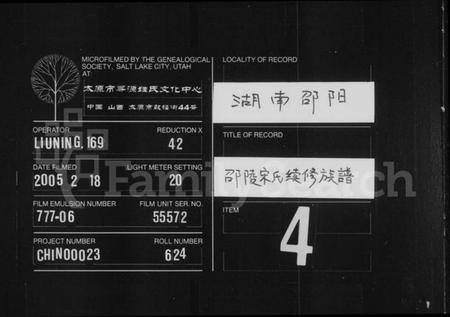 MICROFILMED BY THE GENEALOGICAL
SOCIETY, SALT LAKE CITY, UTAH
AT:
太原市寻源姓氏文化中心
中国 山西 太原市
44号
OPERATOR
REDUCTION X
LIUNING.169
42
DATE FILMED
LIGHT METER SETTING
2005 2 18
20
FILM EMULSION NUMBER
FILM UNIT SER. NO.
777-06
55572
PROJECT NUMBER
ROLL NUMBER
CHIN00023
624
LOCALITY OF RECORD
湖南邵阳
TITLE OF RECORD
邵陵宋氏續修族譜
ITEM
4
FamilySearch